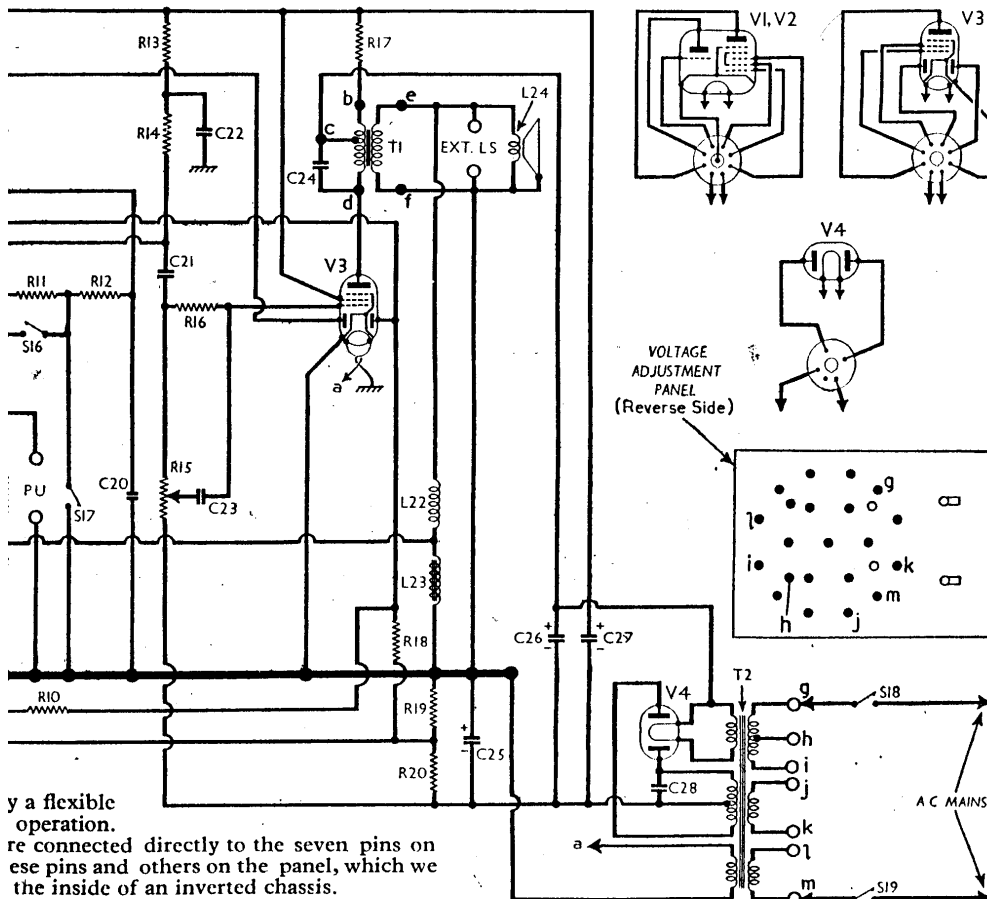 R13
R17
V1, V2
V3
b
e
L24
C22
R14
c
T1
EXT. LS
C24
d
f
V3
V4
C21
R11
R12
R16
S16
a
VOLTAGE
ADJUSTMENT
PANEL
(Reverse Side)
R15
PU
C20
S17
C23
L22
g
l
L23
i
k
m
h
j
R18
C26
+
-
+
-
C27
T2
R10
V4
g
S18
R19
+
-
C25
h
i
R20
C28
j
A C MAINS
k
y a flexible
operation.
re connected directly to the seven pins on
ese pins and others on the panel, which we
the inside of an inverted chassis.
a
l
m
S19